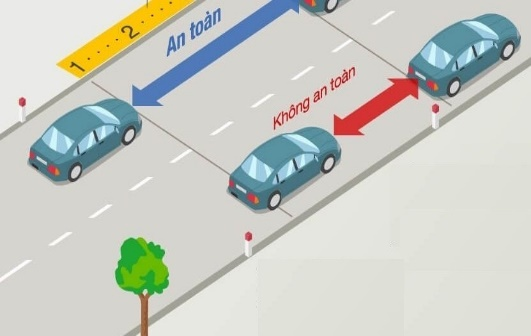 1 ···· 2 ····
An toàn
Không an toàn